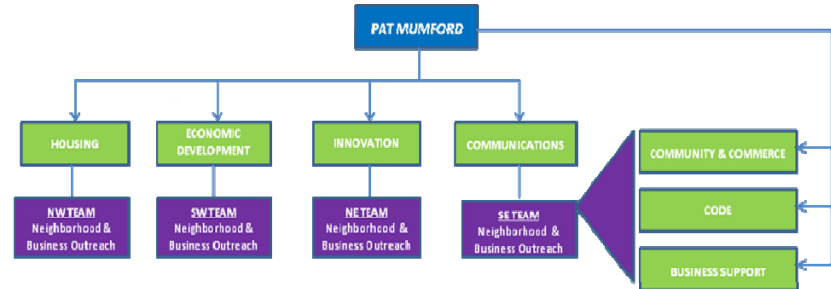 PAT MUMFORD
HOUSING
ECONOMIC
DEVELOPMENT
INNOVATION
COMMUNICATIONS
COMMUNITY & COMMERCE
CODE
BUSINESS SUPPORT
NW TEAM
Neighborhood &
Business Outreach
SW TEAM
Neighborhood &
Business Outreach
NE TEAM
Neighborhood &
Business Outreach
SE TEAM
Neighborhood &
Business Outreach